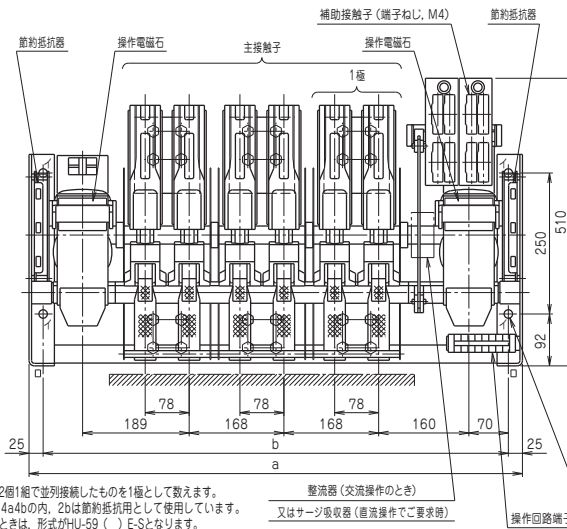 補助接触子 (端子ねじ, M4)
節約抵抗器
節約抵抗器
操作電磁石
主接触子
操作電磁石
1極
イ
イ
510
250
92
イ
イ
ロ
ロ
78
78
78
189
168
168
160
70
25
b
25
a
2個1組で並列接続したものを1極として数えます。
4a4bの内, 2bは節約抵抗用として使用しています。
ときは, 形式がHU-59 ( ) E-Sとなります。
整流器 (交流操作のとき)
又はサージ吸収器 (直流操作でご要求時)
操作回路端子